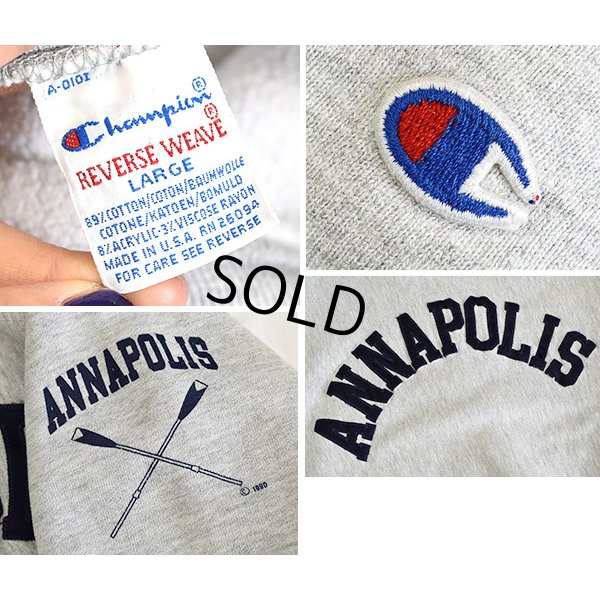 A-0101
Champion®
REVERSE WEAVE®
LARGE
89% COTTON/COTON/BAUMWOLLE
COTONE/KATOEN/BOMULD
8% ACRYLIC-3% VISCOSE RAYON
MADE IN U.S.A. RN 26094
FOR CARE SEE REVERSE
SOLD
ANNAPOLIS
© 1990
ANNAPOLIS